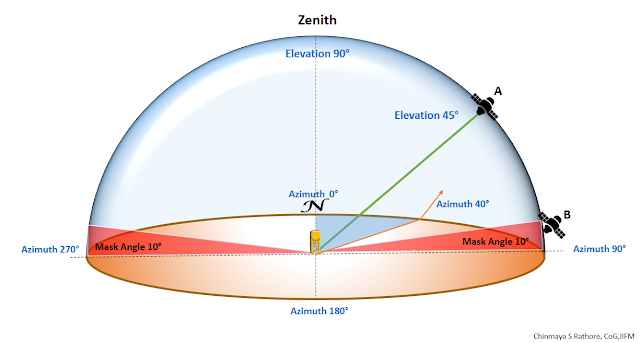 Zenith
Elevation 90°
A
Elevation 45°
Azimuth 0°
N
Azimuth 40°
B
Azimuth 270°
Mask Angle 10°
Mask Angle 10°
Azimuth 90°
Azimuth 180°
Chinmaya S Rathore, CoG,IIFM